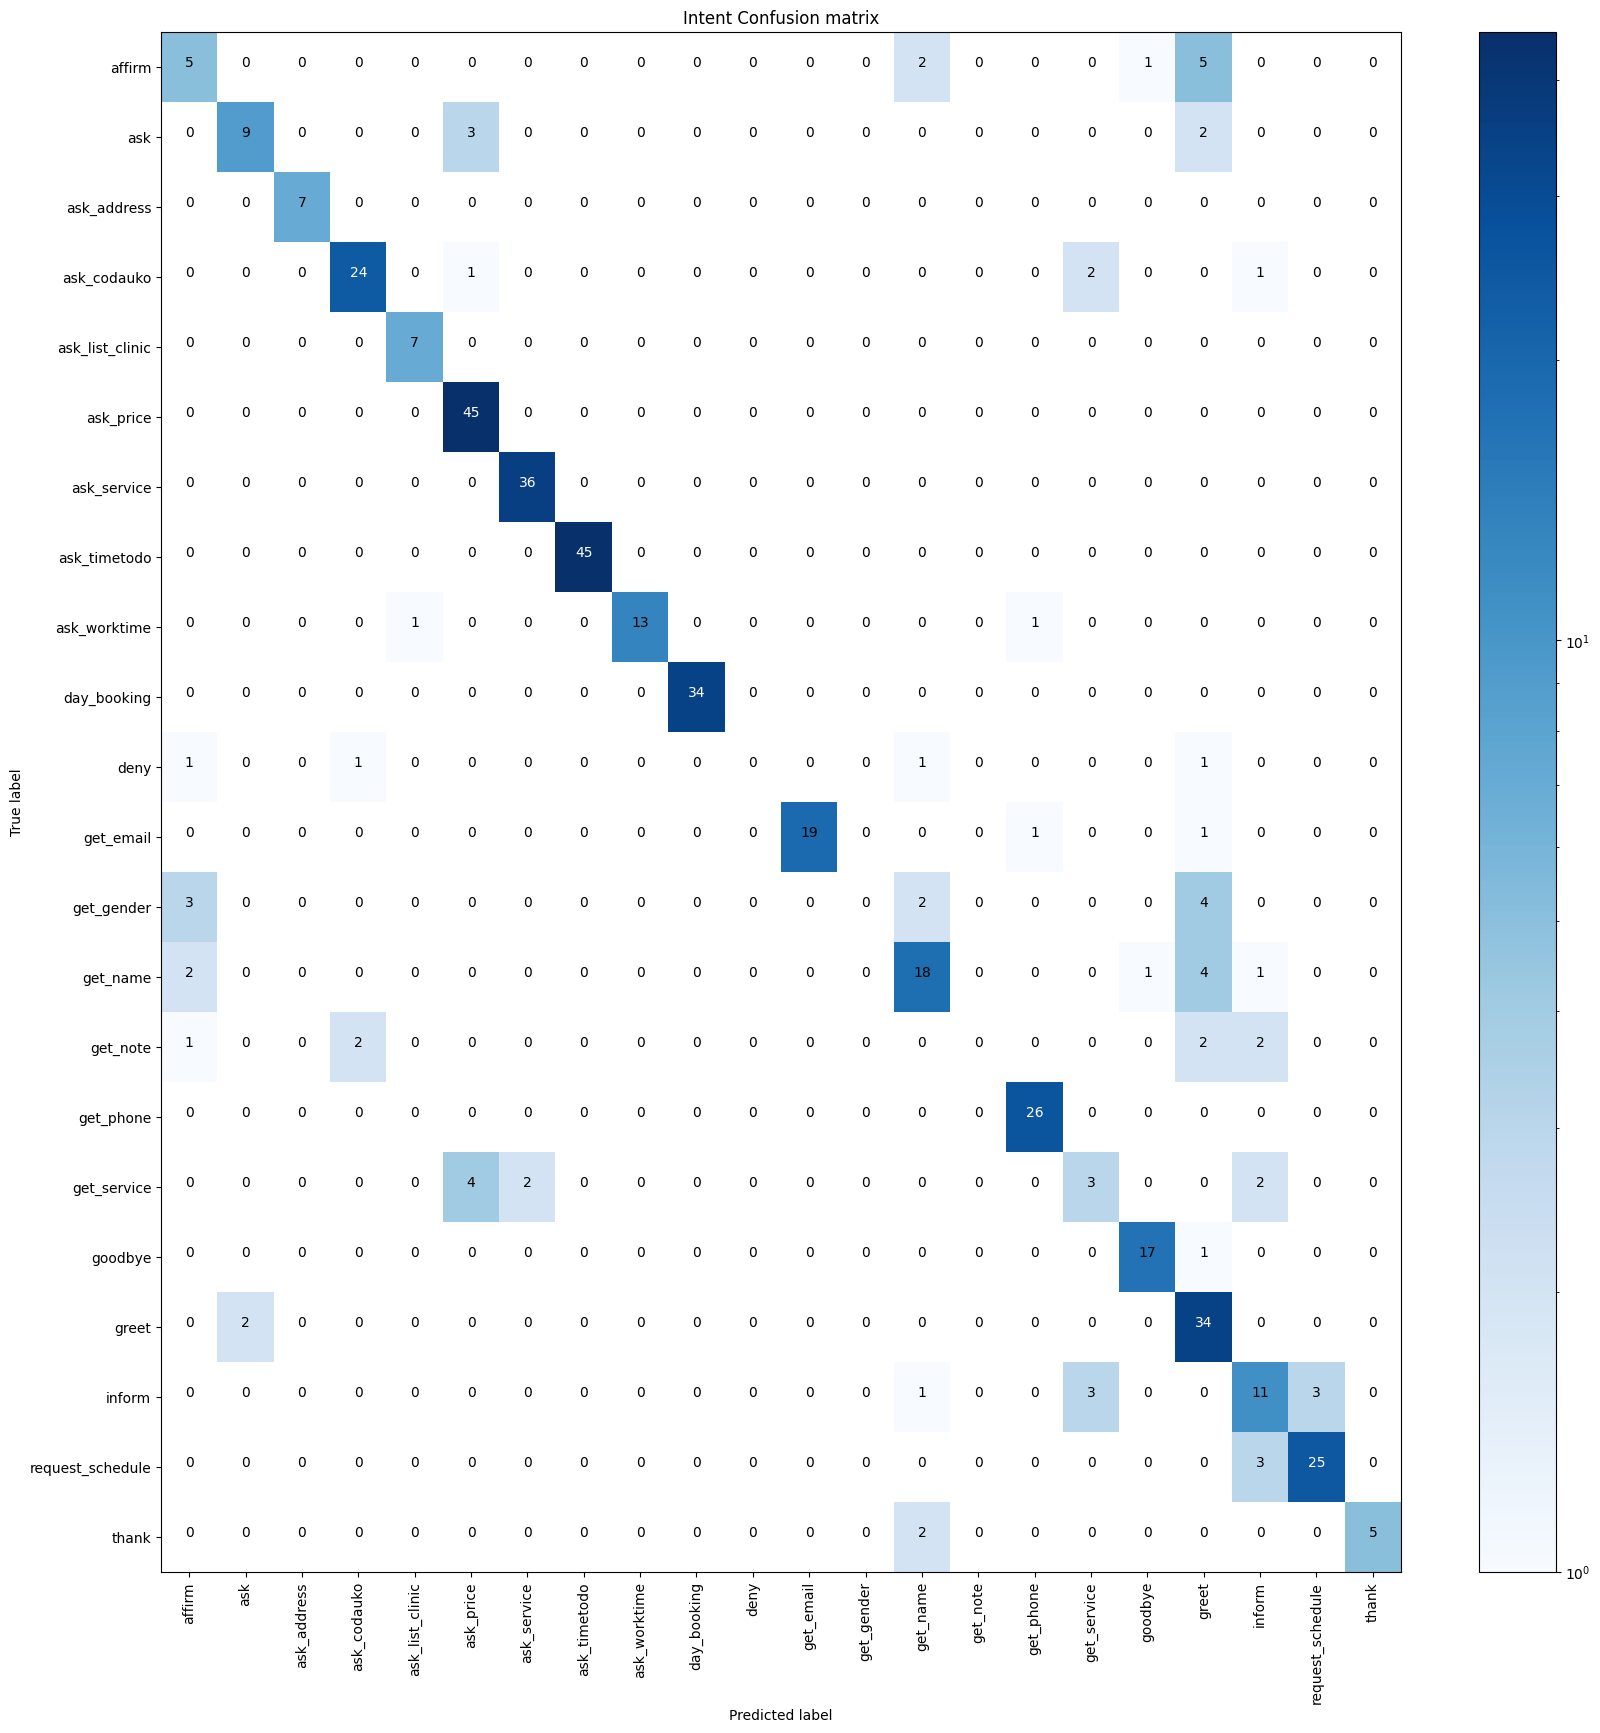 Intent Confusion matrix
affirm 5 0 0 0 0 0 0 0 0 0 0 0 0 2 0 0 0 1 5 0 0 0
ask 0 9 0 0 0 3 0 0 0 0 0 0 0 0 0 0 0 0 2 0 0 0
ask_address 0 0 7 0 0 0 0 0 0 0 0 0 0 0 0 0 0 0 0 0 0 0
ask_codauko 0 0 0 24 0 1 0 0 0 0 0 0 0 0 0 0 2 0 0 1 0 0
ask_list_clinic 0 0 0 0 7 0 0 0 0 0 0 0 0 0 0 0 0 0 0 0 0 0
ask_price 0 0 0 0 0 45 0 0 0 0 0 0 0 0 0 0 0 0 0 0 0 0
ask_service 0 0 0 0 0 0 36 0 0 0 0 0 0 0 0 0 0 0 0 0 0 0
ask_timetodo 0 0 0 0 0 0 0 45 0 0 0 0 0 0 0 0 0 0 0 0 0 0
ask_worktime 0 0 0 0 1 0 0 0 13 0 0 0 0 0 0 1 0 0 0 0 0 0
day_booking 0 0 0 0 0 0 0 0 0 34 0 0 0 0 0 0 0 0 0 0 0 0
deny 1 0 0 1 0 0 0 0 0 0 0 0 0 1 0 0 0 0 1 0 0 0
get_email 0 0 0 0 0 0 0 0 0 0 0 19 0 0 0 1 0 0 1 0 0 0
get_gender 3 0 0 0 0 0 0 0 0 0 0 0 0 2 0 0 0 0 4 0 0 0
get_name 2 0 0 0 0 0 0 0 0 0 0 0 0 18 0 0 0 1 4 1 0 0
get_note 1 0 0 2 0 0 0 0 0 0 0 0 0 0 0 0 0 0 2 2 0 0
get_phone 0 0 0 0 0 0 0 0 0 0 0 0 0 0 0 26 0 0 0 0 0 0
get_service 0 0 0 0 0 4 2 0 0 0 0 0 0 0 0 0 3 0 0 2 0 0
goodbye 0 0 0 0 0 0 0 0 0 0 0 0 0 0 0 0 0 17 1 0 0 0
greet 0 2 0 0 0 0 0 0 0 0 0 0 0 0 0 0 0 0 34 0 0 0
inform 0 0 0 0 0 0 0 0 0 0 0 0 0 1 0 0 3 0 0 11 3 0
request_schedule 0 0 0 0 0 0 0 0 0 0 0 0 0 0 0 0 0 0 0 3 25 0
thank 0 0 0 0 0 0 0 0 0 0 0 0 0 2 0 0 0 0 0 0 0 5
True label
affirm
ask
ask_address
ask_codauko
ask_list_clinic
ask_price
ask_service
ask_timetodo
ask_worktime
day_booking
deny
get_email
get_gender
get_name
get_note
get_phone
get_service
goodbye
greet
inform
request_schedule
thank
Predicted label
10¹
10⁰